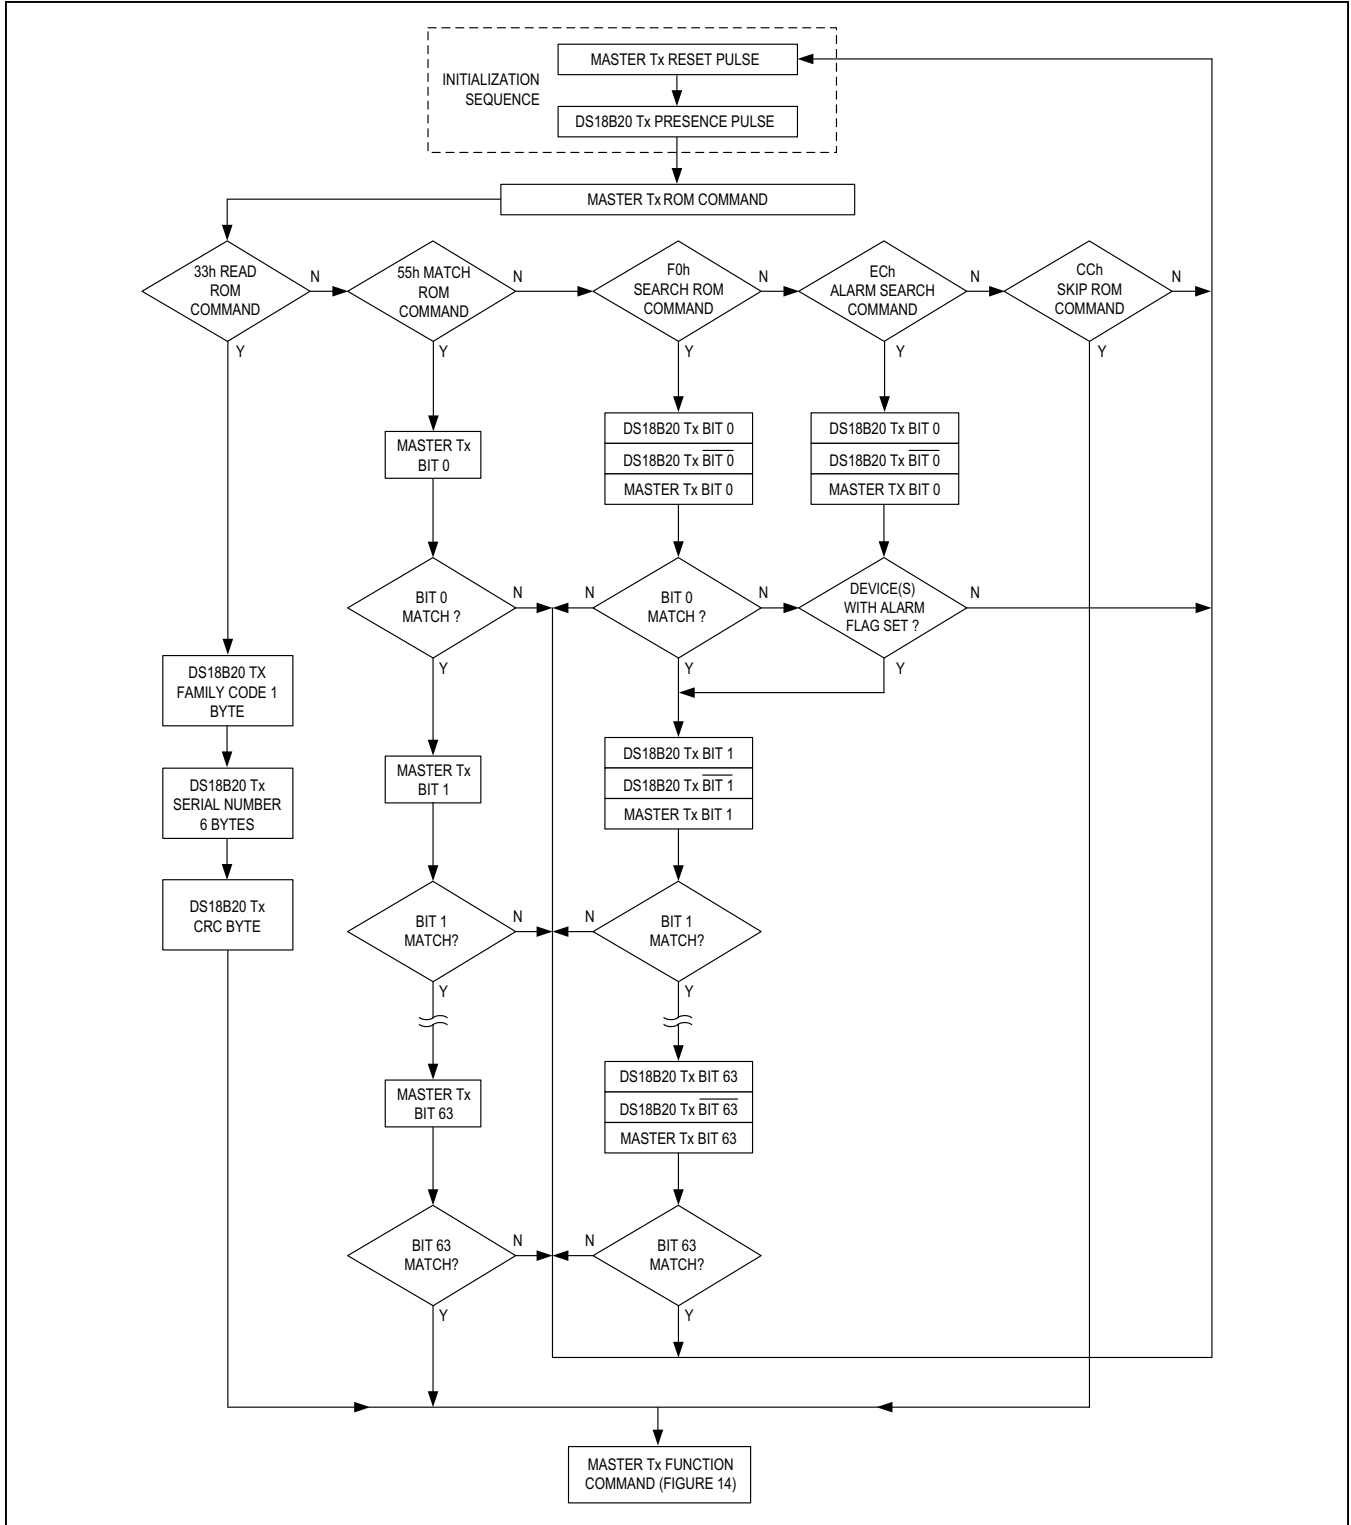 INITIALIZATION
SEQUENCE
MASTER Tx RESET PULSE
DS18B20 Tx PRESENCE PULSE
MASTER Tx ROM COMMAND
33h READ
ROM
COMMAND
N
Y
55h MATCH
ROM
COMMAND
N
Y
F0h
SEARCH ROM
COMMAND
N
Y
ECh
ALARM SEARCH
COMMAND
N
Y
CCh
SKIP ROM
COMMAND
N
Y
MASTER Tx
BIT 0
DS18B20 Tx BIT 0
DS18B20 Tx B̅I̅T̅ ̅0̅
MASTER Tx BIT 0
DS18B20 Tx BIT 0
DS18B20 Tx B̅I̅T̅ ̅0̅
MASTER TX BIT 0
BIT 0
MATCH ?
N
Y
N
BIT 0
MATCH ?
N
Y
DEVICE(S)
WITH ALARM
FLAG SET ?
N
Y
DS18B20 TX
FAMILY CODE 1
BYTE
DS18B20 Tx
SERIAL NUMBER
6 BYTES
DS18B20 Tx
CRC BYTE
MASTER Tx
BIT 1
DS18B20 Tx BIT 1
DS18B20 Tx B̅I̅T̅ ̅1̅
MASTER Tx BIT 1
BIT 1
MATCH?
N
Y
N
BIT 1
MATCH?
Y
MASTER Tx
BIT 63
DS18B20 Tx BIT 63
DS18B20 Tx B̅I̅T̅ ̅6̅3̅
MASTER Tx BIT 63
BIT 63
MATCH?
N
Y
N
BIT 63
MATCH?
Y
MASTER Tx FUNCTION
COMMAND (FIGURE 14)